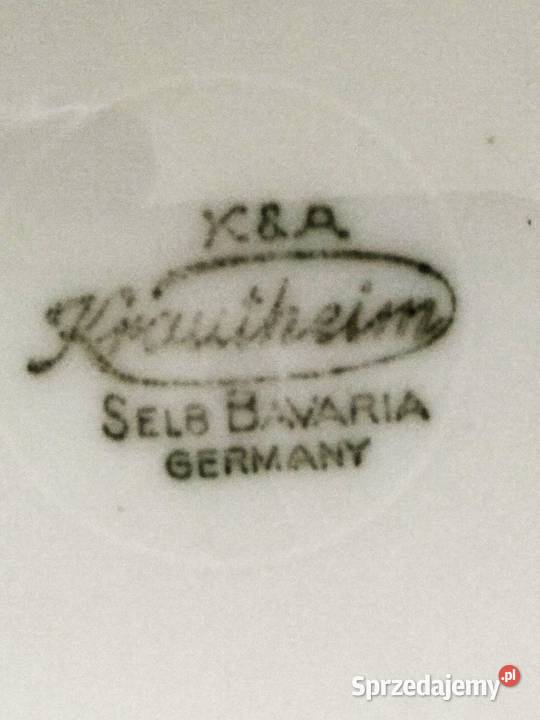 K&A
Krautheim
SELB BAVARIA
GERMANY
Sprzedajemy.pl